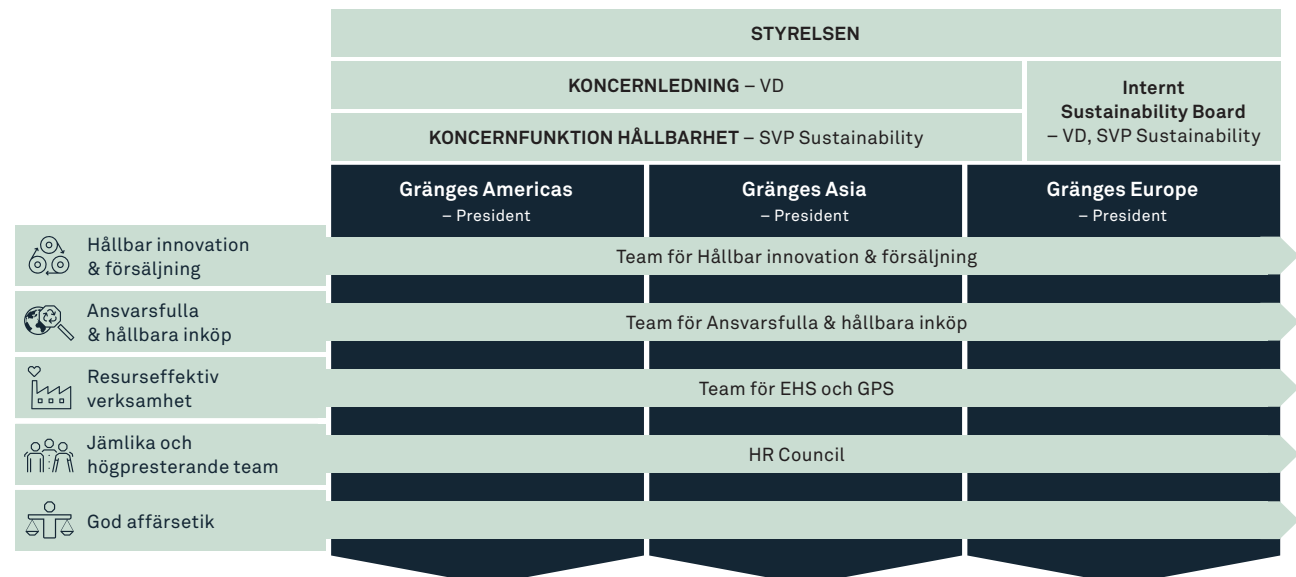 STYRELSEN
KONCERNLEDNING – VD
KONCERNFUNKTION HÅLLBARHET – SVP Sustainability
Internt
Sustainability Board
– VD, SVP Sustainability
Gränges Americas
– President
Gränges Asia
– President
Gränges Europe
– President
Hållbar innovation
& försäljning
Team för Hållbar innovation & försäljning
Ansvarsfulla
& hållbara inköp
Team för Ansvarsfulla & hållbara inköp
Resurseffektiv
verksamhet
Team för EHS och GPS
Jämlika och
högpresterande team
HR Council
God affärsetik